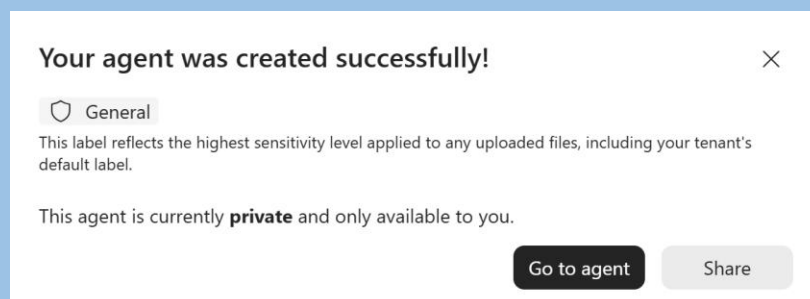 Your agent was created successfully!
General
This label reflects the highest sensitivity level applied to any uploaded files, including your tenant's
default label.
This agent is currently private and only available to you.
Go to agent
Share